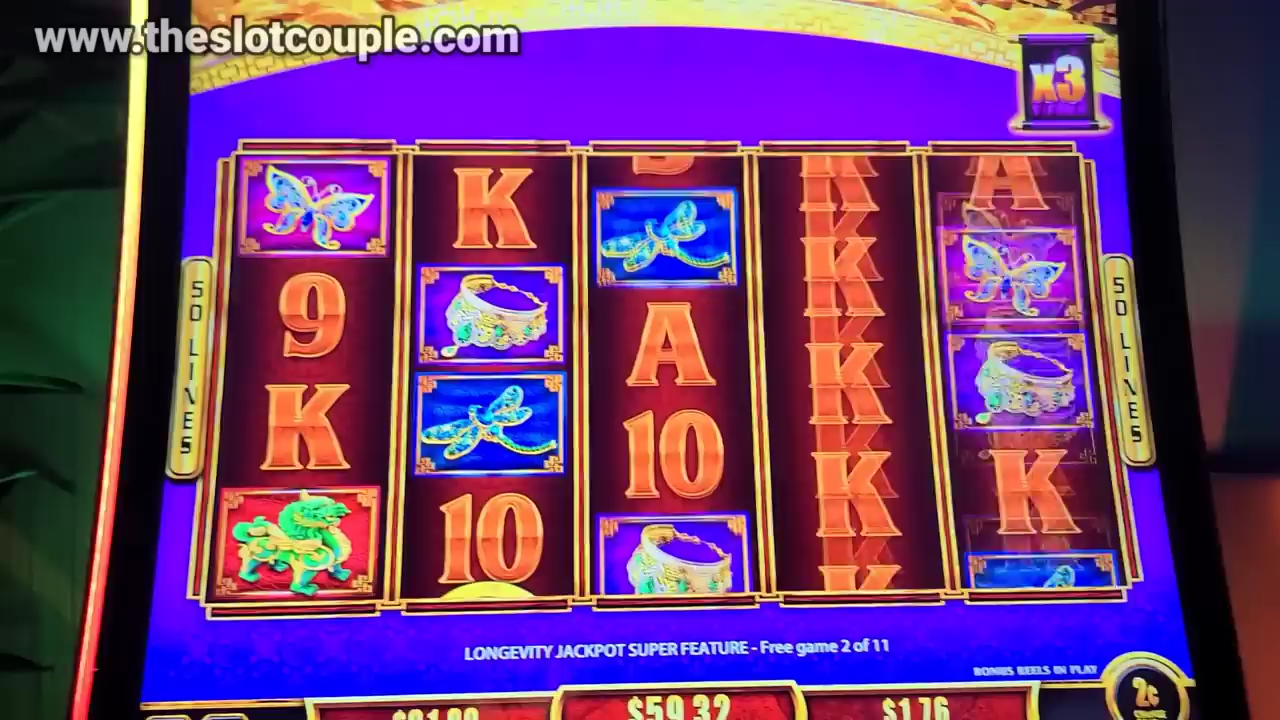 www.theslotcouple.com
x3
K
A
9
A
K
10
K
10
50 LINES
50 LINES
LONGEVITY JACKPOT SUPER FEATURE - Free game 2 of 11
BONUS REELS IN PLAY
2¢
$59.32
$1.76